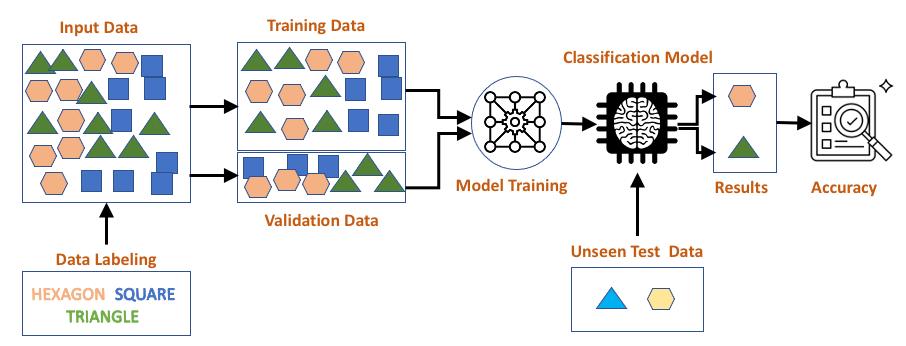 Input Data
Training Data
Classification Model
Model Training
Results
Accuracy
Validation Data
Data Labeling
HEXAGON SQUARE
TRIANGLE
Unseen Test Data